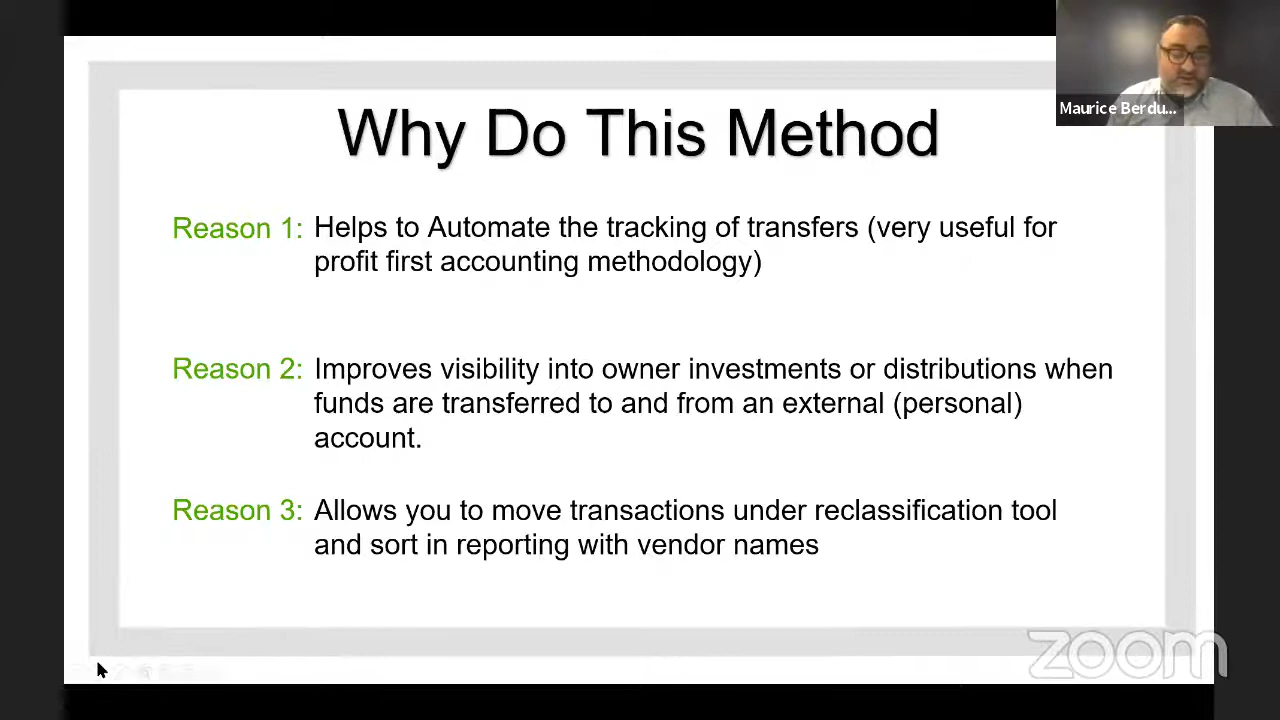 Why Do This Method
Maurice Berdu...
Reason 1: Helps to Automate the tracking of transfers (very useful for
profit first accounting methodology)
Reason 2: Improves visibility into owner investments or distributions when
funds are transferred to and from an external (personal)
account.
Reason 3: Allows you to move transactions under reclassification tool
and sort in reporting with vendor names
zoom